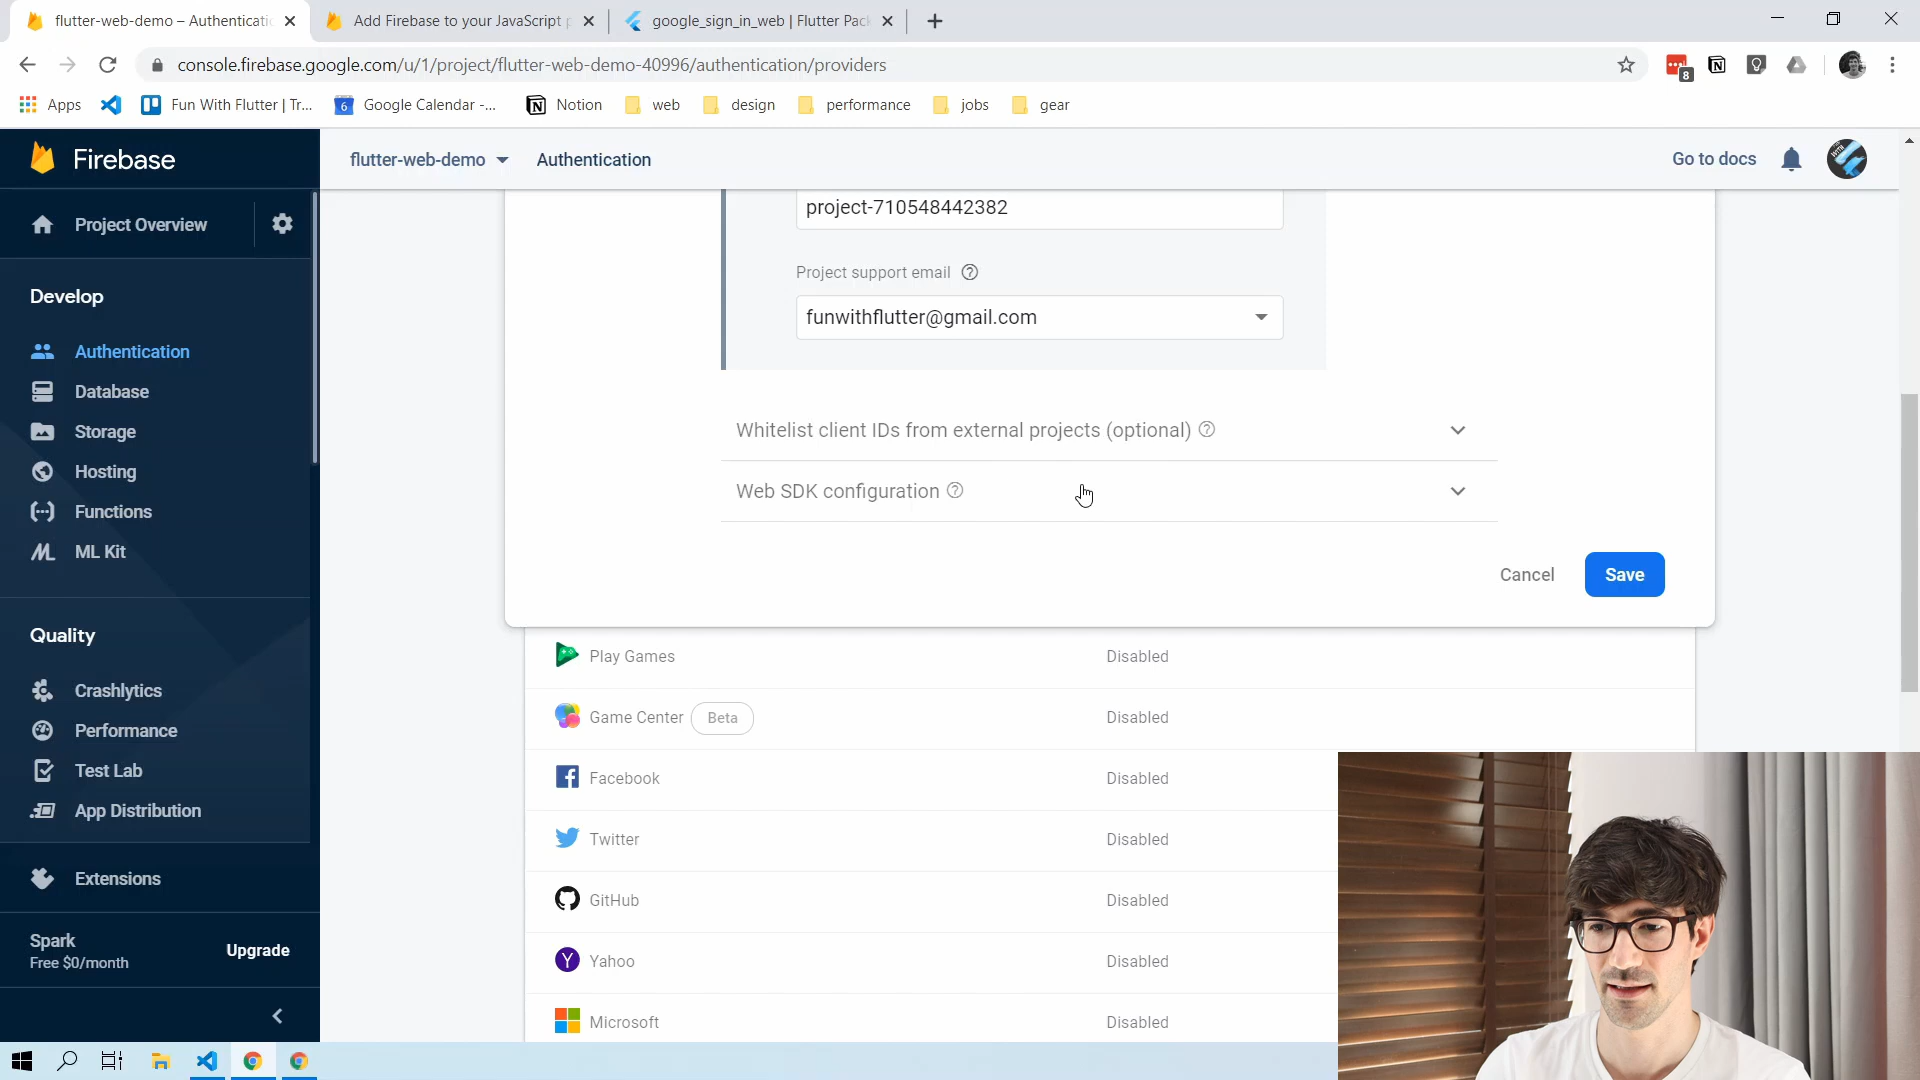 flutter-web-demo – Authenticatio
Add Firebase to your JavaScript p
google_sign_in_web | Flutter Pack
console.firebase.google.com/u/1/project/flutter-web-demo-40996/authentication/providers
8
Apps
Fun With Flutter | Tr...
6
Google Calendar -...
Notion
web
design
performance
jobs
gear
Firebase
flutter-web-demo
Authentication
Go to docs
Project Overview
Develop
Authentication
Database
Storage
Hosting
Functions
ML Kit
Quality
Crashlytics
Performance
Test Lab
App Distribution
Extensions
Spark
Free $0/month
Upgrade
project-710548442382
Project support email
funwithflutter@gmail.com
Whitelist client IDs from external projects (optional)
Web SDK configuration
Cancel
Save
Play Games Disabled
Game Center Beta Disabled
Facebook Disabled
Twitter Disabled
GitHub Disabled
Yahoo Disabled
Microsoft Disabled